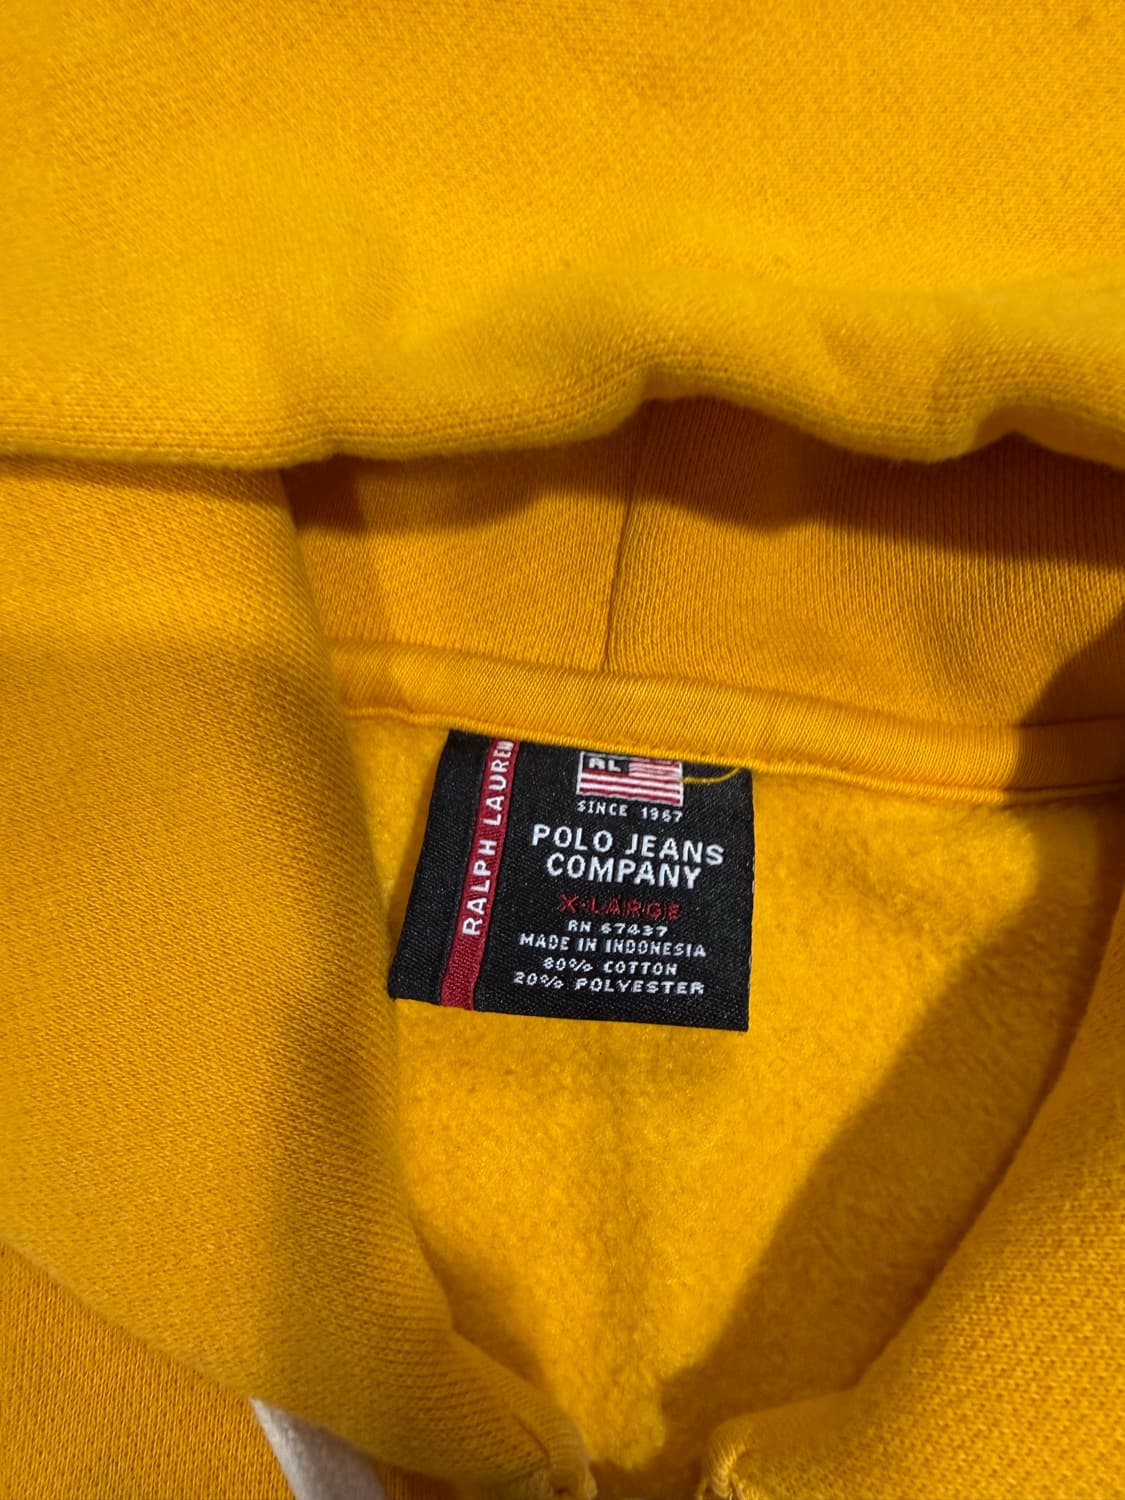 RALPH LAUREN
RL
SINCE 1967
POLO JEANS
COMPANY
X-LARGE
RN 67437
MADE IN INDONESIA
80% COTTON
20% POLYESTER